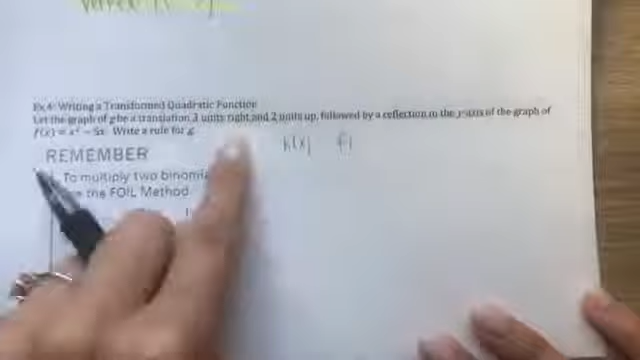 Ex 4: Writing a Transformed Quadratic Function
Let the graph of g be a translation 3 units right and 2 units up, followed by a reflection in the y-axis of the graph of
f(x) = x² − 5x. Write a rule for g.
h(x) f(
REMEMBER
To multiply two binomia
the FOIL Method